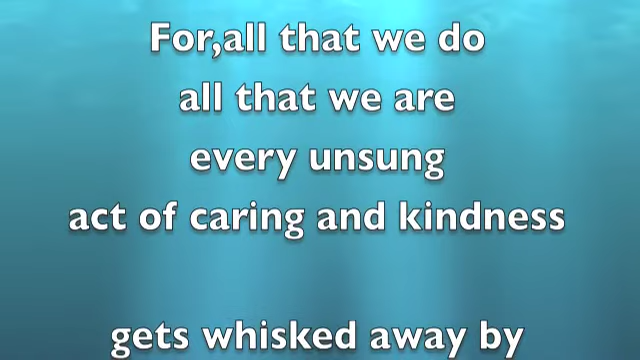 For,all that we do
all that we are
every unsung
act of caring and kindness
gets whisked away by